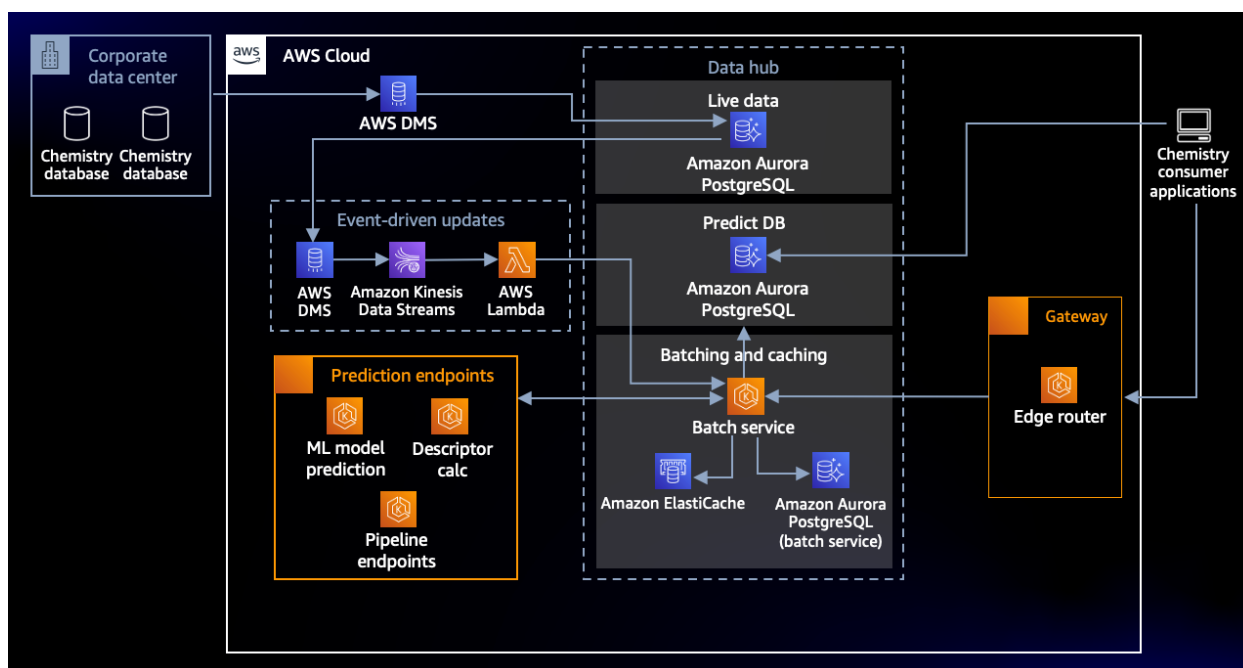 Corporate
data center
Chemistry
database
Chemistry
database
aws
AWS Cloud
AWS DMS
Data hub
Live data
Amazon Aurora
PostgreSQL
Chemistry
consumer
applications
Event-driven updates
AWS
DMS
Amazon Kinesis
Data Streams
AWS
Lambda
Predict DB
Amazon Aurora
PostgreSQL
Gateway
Edge router
Prediction endpoints
ML model
prediction
Descriptor
calc
Pipeline
endpoints
Batching and caching
Batch service
Amazon ElastiCache
Amazon Aurora
PostgreSQL
(batch service)